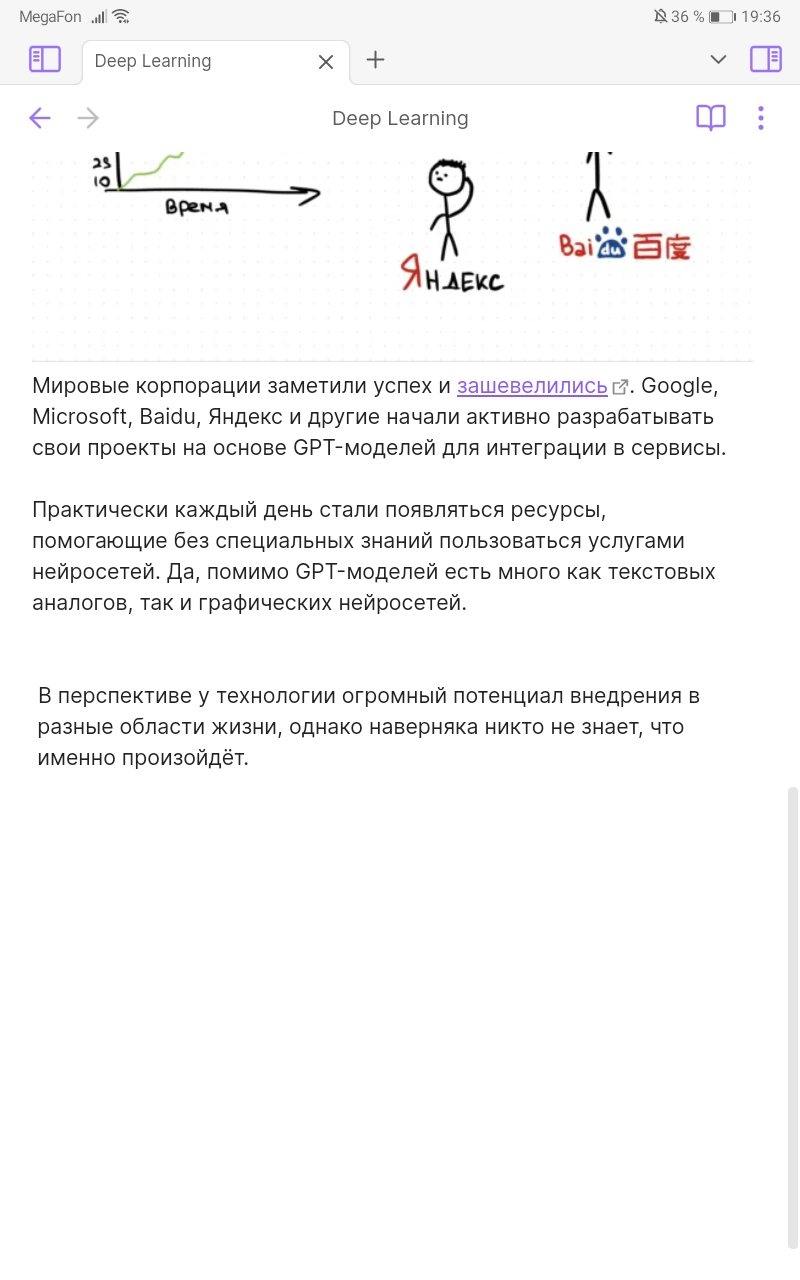 MegaFon 36 % 19:36
Deep Learning
Deep Learning
25
10
Время
Яндекс
Bai du 百度
Мировые корпорации заметили успех и зашевелились. Google,
Microsoft, Baidu, Яндекс и другие начали активно разрабатывать
свои проекты на основе GPT-моделей для интеграции в сервисы.
Практически каждый день стали появляться ресурсы,
помогающие без специальных знаний пользоваться услугами
нейросетей. Да, помимо GPT-моделей есть много как текстовых
аналогов, так и графических нейросетей.
В перспективе у технологии огромный потенциал внедрения в
разные области жизни, однако наверняка никто не знает, что
именно произойдёт.